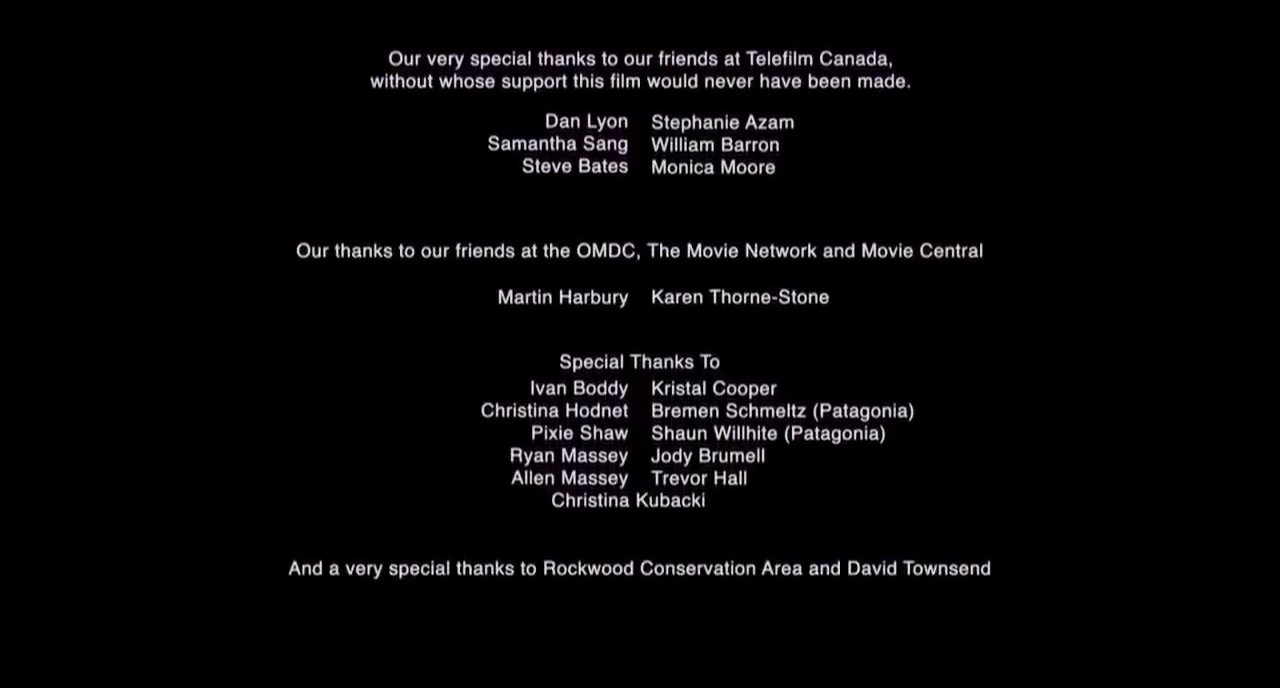 Our very special thanks to our friends at Telefilm Canada,
without whose support this film would never have been made.
Dan Lyon Stephanie Azam
Samantha Sang William Barron
Steve Bates Monica Moore
Our thanks to our friends at the OMDC, The Movie Network and Movie Central
Martin Harbury Karen Thorne-Stone
Special Thanks To
Ivan Boddy Kristal Cooper
Christina Hodnet Bremen Schmeltz (Patagonia)
Pixie Shaw Shaun Willhite (Patagonia)
Ryan Massey Jody Brumell
Allen Massey Trevor Hall
Christina Kubacki
And a very special thanks to Rockwood Conservation Area and David Townsend